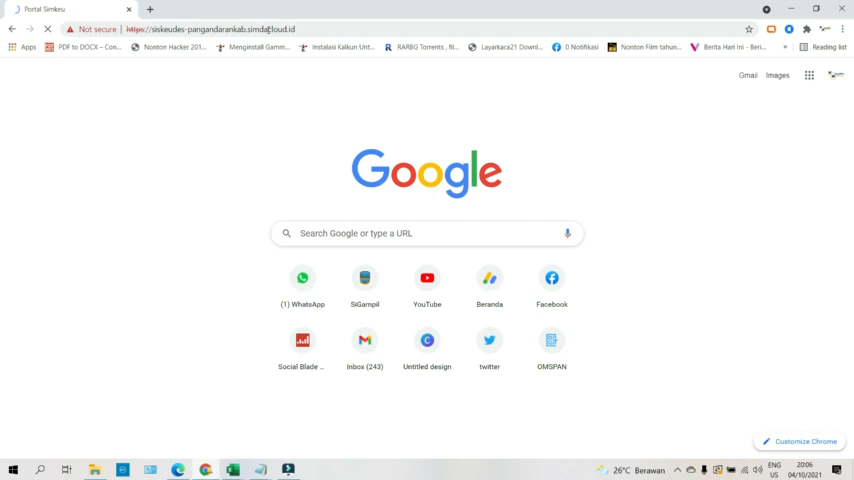 Portal Simkeu
Not secure https://siskeudes-pangandarankab.simdacloud.id
Apps PDF to DOCX – Con... Nonton Hacker 201... Menginstall Gamm... Instalasi Kalkun Unt... RARBG Torrents , fil... Layarkaca21 Downl... 0 Notifikasi Nonton Film tahun... Berita Hari Ini - Beri... » Reading list
Gmail Images
Google
Search Google or type a URL
(1) WhatsApp SiGampil YouTube Beranda Facebook
Social Blade ... Inbox (243) Untitled design twitter OMSPAN
Customize Chrome
26°C Berawan ENG 20:06
US 04/10/2021